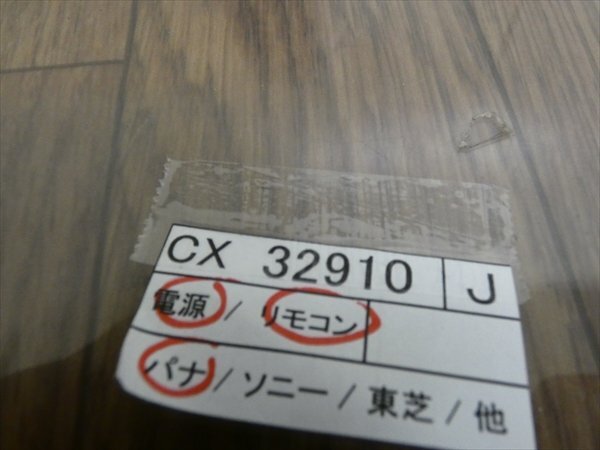 CX 32910 J
電源 / リモコン
パナ / ソニー / 東芝 / 他